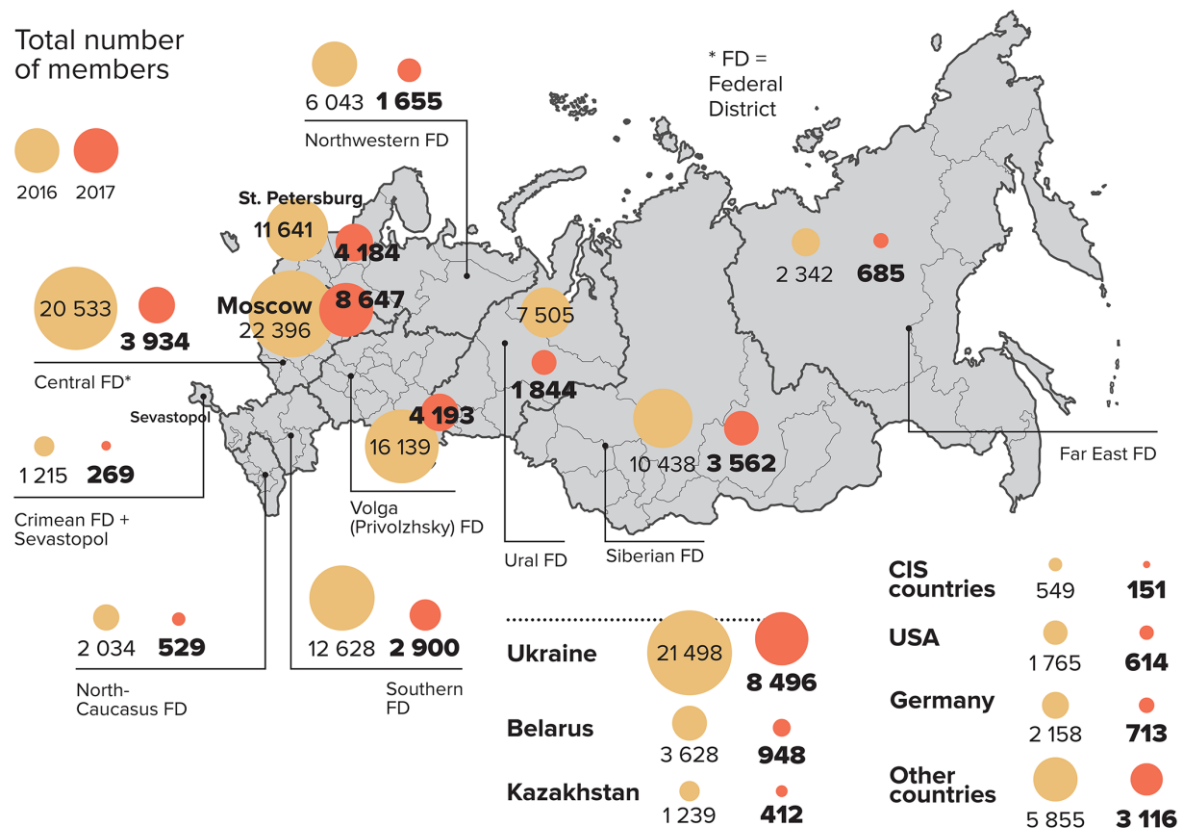 Total number
of members
2016
2017
6 043 1 655
Northwestern FD
* FD =
Federal
District
St. Petersburg
11 641
4 184
20 533
3 934
Central FD*
Moscow
22 396
8 647
7 505
1 844
2 342
685
Far East FD
Sevastopol
1 215
269
Crimean FD +
Sevastopol
4 193
16 139
Volga
(Privolzhsky) FD
Ural FD
10 438
3 562
Siberian FD
2 034
529
North-
Caucasus FD
12 628
2 900
Southern
FD
Ukraine
21 498
8 496
Belarus
3 628
948
Kazakhstan
1 239
412
CIS
countries
549
151
USA
1 765
614
Germany
2 158
713
Other
countries
5 855
3 116